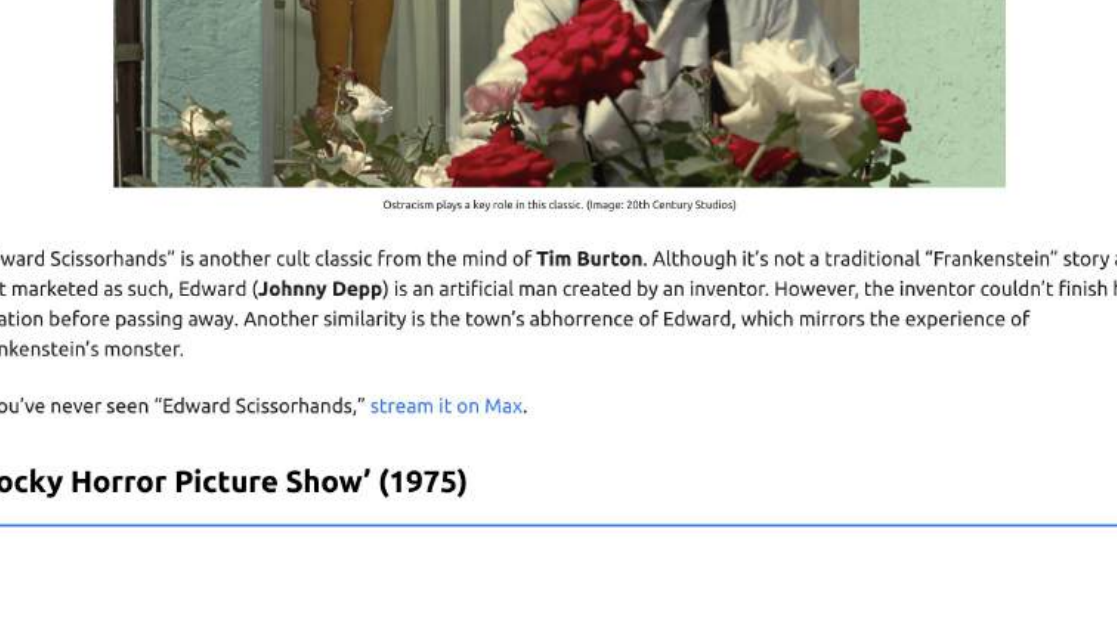 Ostracism plays a key role in this classic. (Image: 20th Century Studios)
ward Scissorhands” is another cult classic from the mind of Tim Burton. Although it’s not a traditional “Frankenstein” story
t marketed as such, Edward (Johnny Depp) is an artificial man created by an inventor. However, the inventor couldn’t finish
ation before passing away. Another similarity is the town’s abhorrence of Edward, which mirrors the experience of
nkenstein’s monster.
ou’ve never seen “Edward Scissorhands,” stream it on Max.
ocky Horror Picture Show’ (1975)